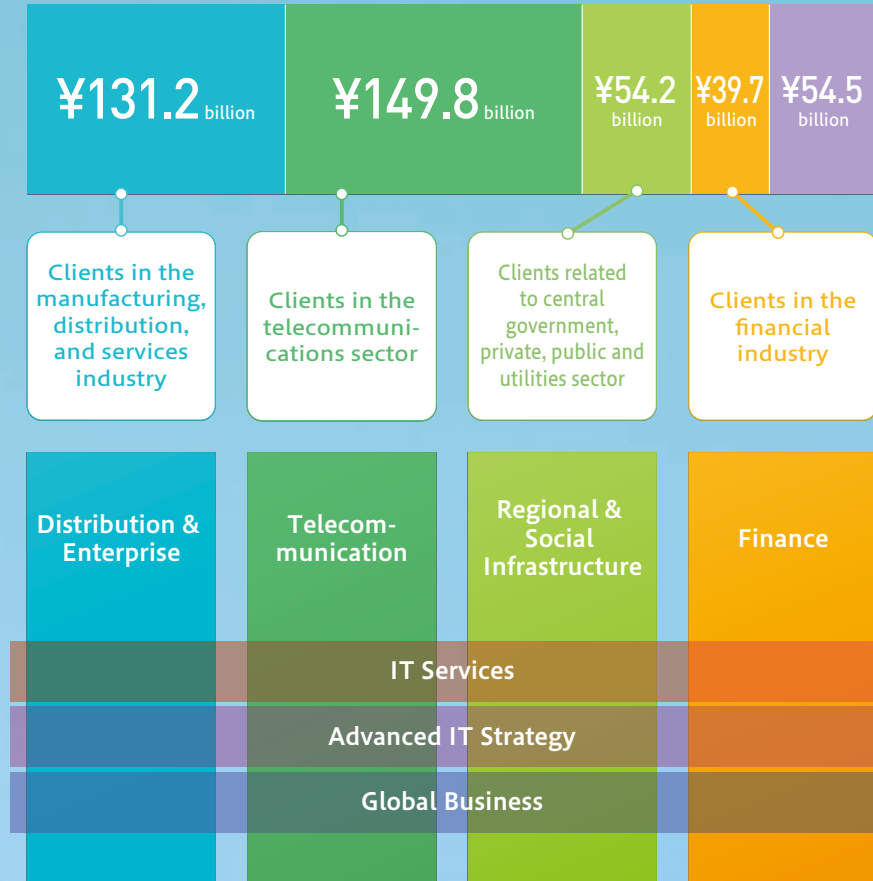 ¥131.2 billion
¥149.8 billion
¥54.2
billion
¥39.7
billion
¥54.5
billion
Clients in the
manufacturing,
distribution,
and services
industry
Clients in the
telecommuni-
cations sector
Clients related
to central
government,
private, public and
utilities sector
Clients in the
financial
industry
Distribution &
Enterprise
Telecom-
munication
Regional &
Social
Infrastructure
Finance
IT Services
Advanced IT Strategy
Global Business